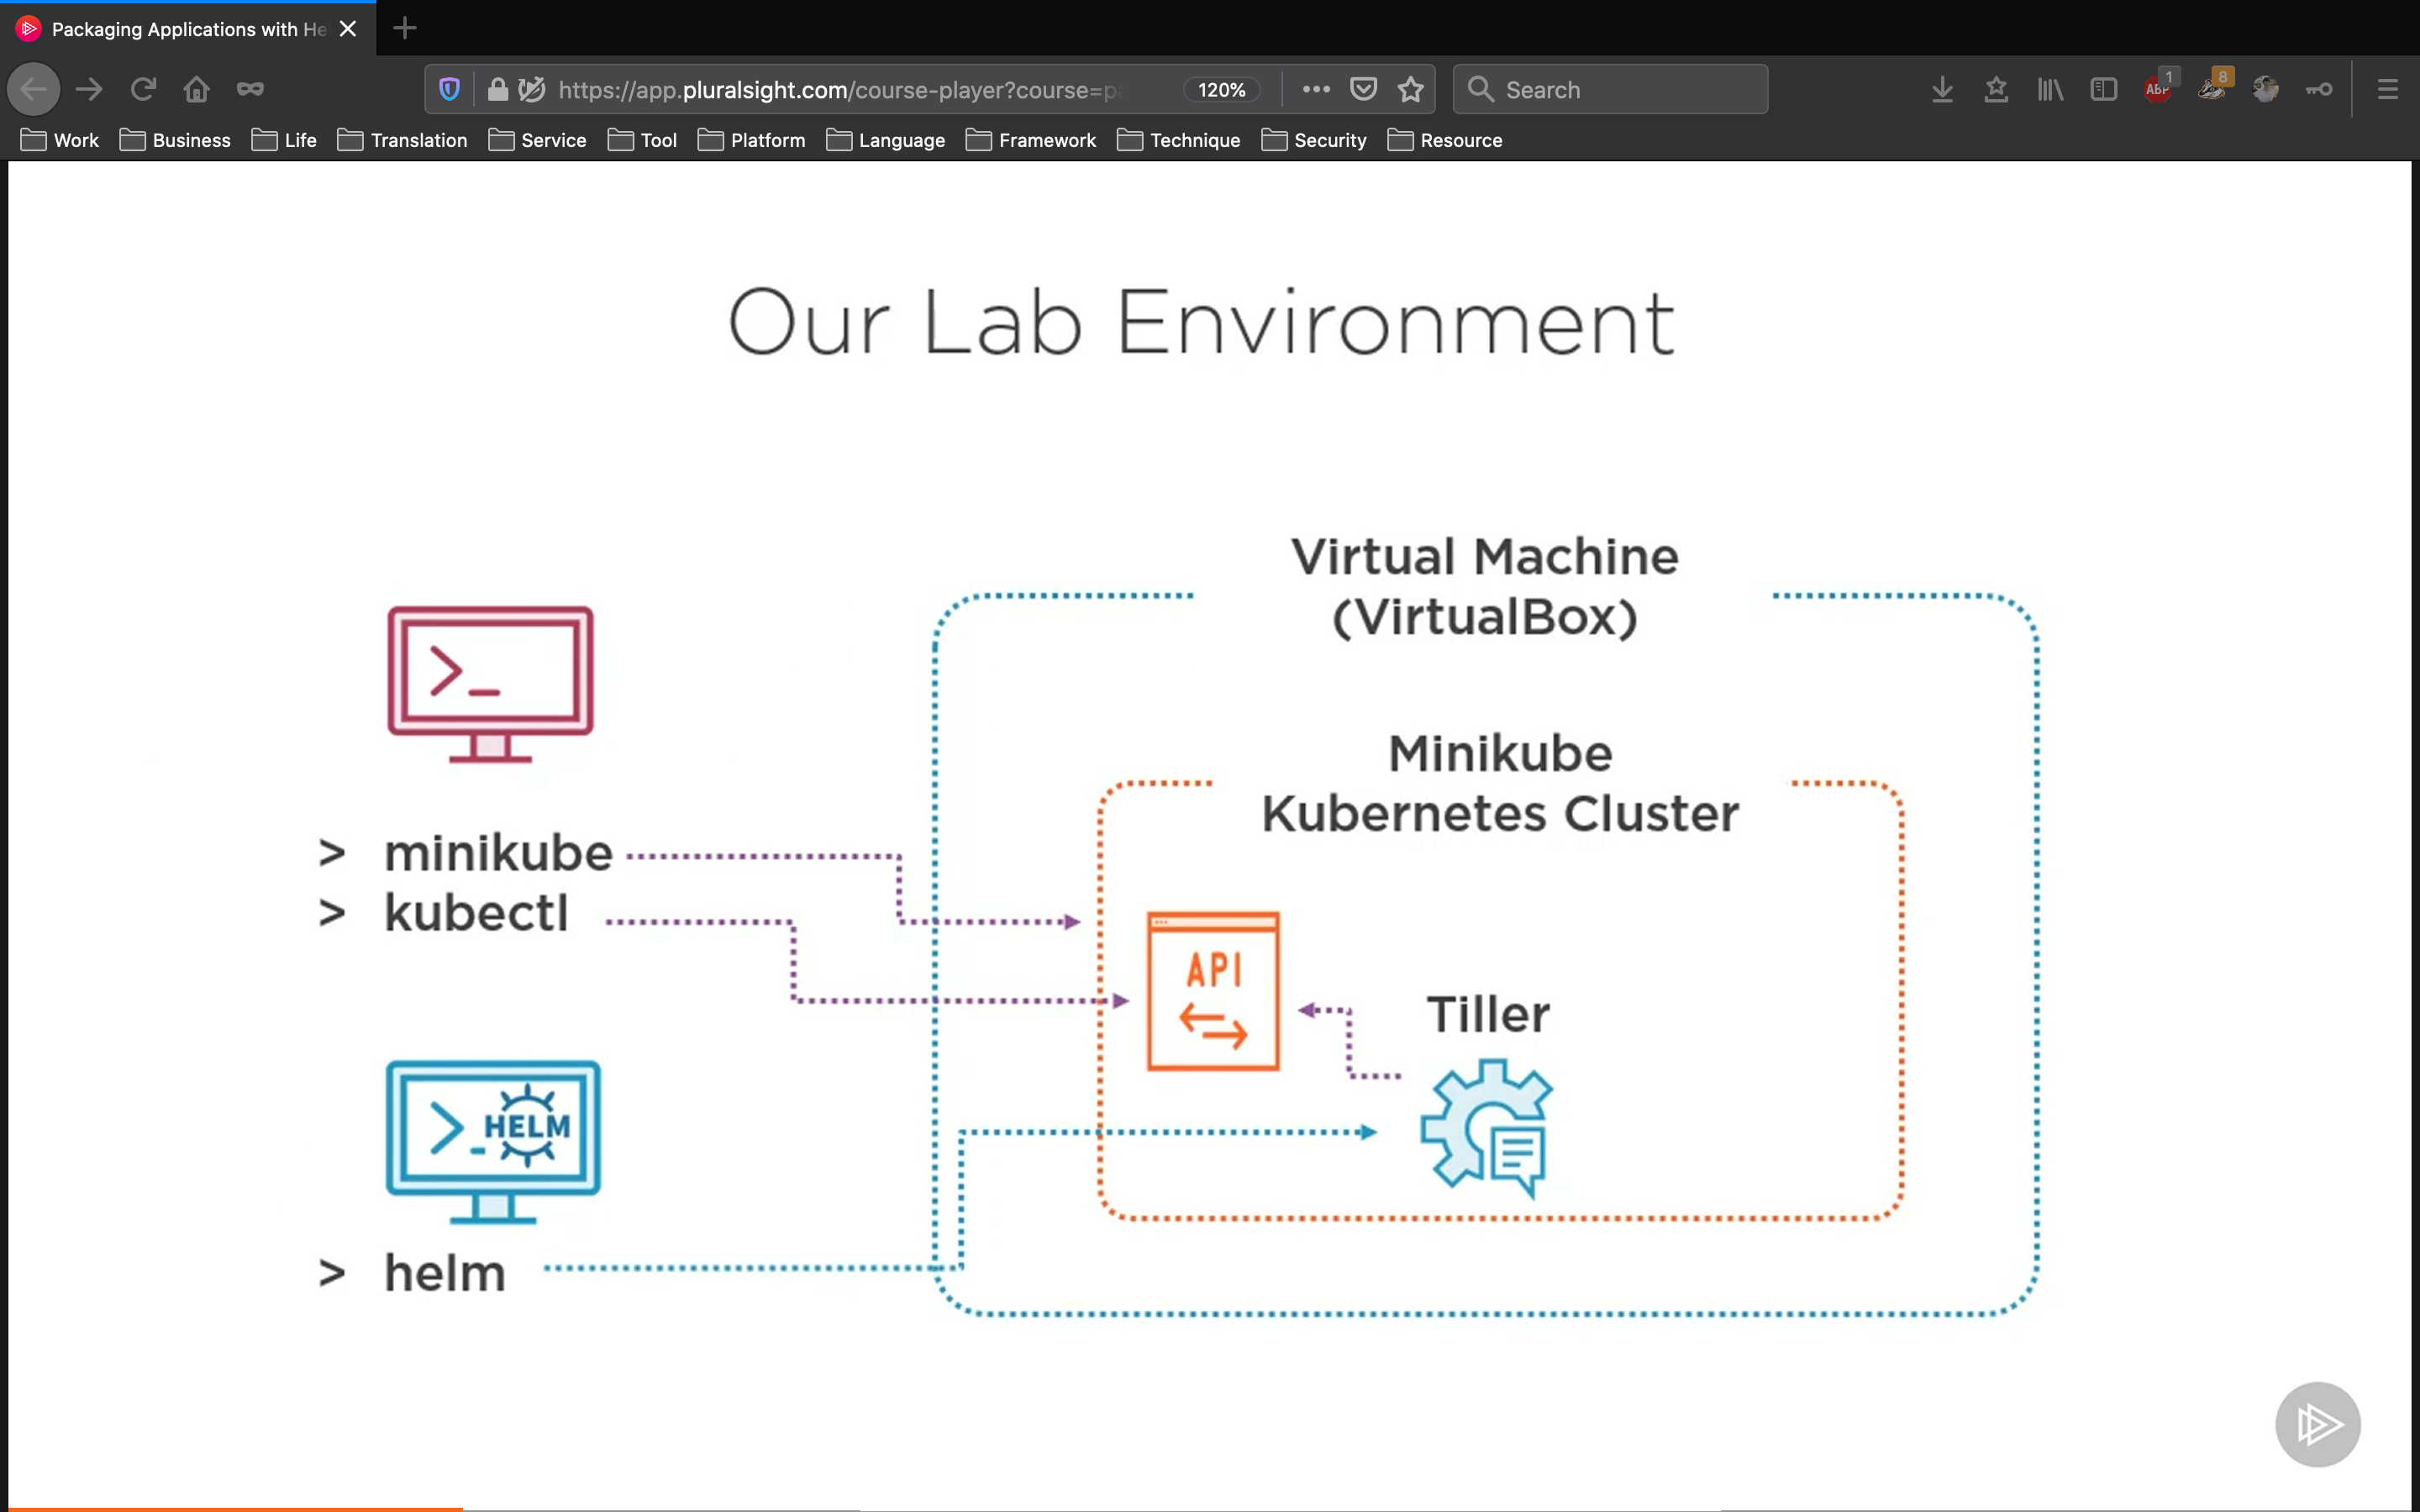 Packaging Applications with He
https://app.pluralsight.com/course-player?course=pa
120%
Search
ABP
1
8
Work
Business
Life
Translation
Service
Tool
Platform
Language
Framework
Technique
Security
Resource
Our Lab Environment
Virtual Machine
(VirtualBox)
>_
Minikube
Kubernetes Cluster
> minikube
> kubectl
API
Tiller
>_ HELM
> helm